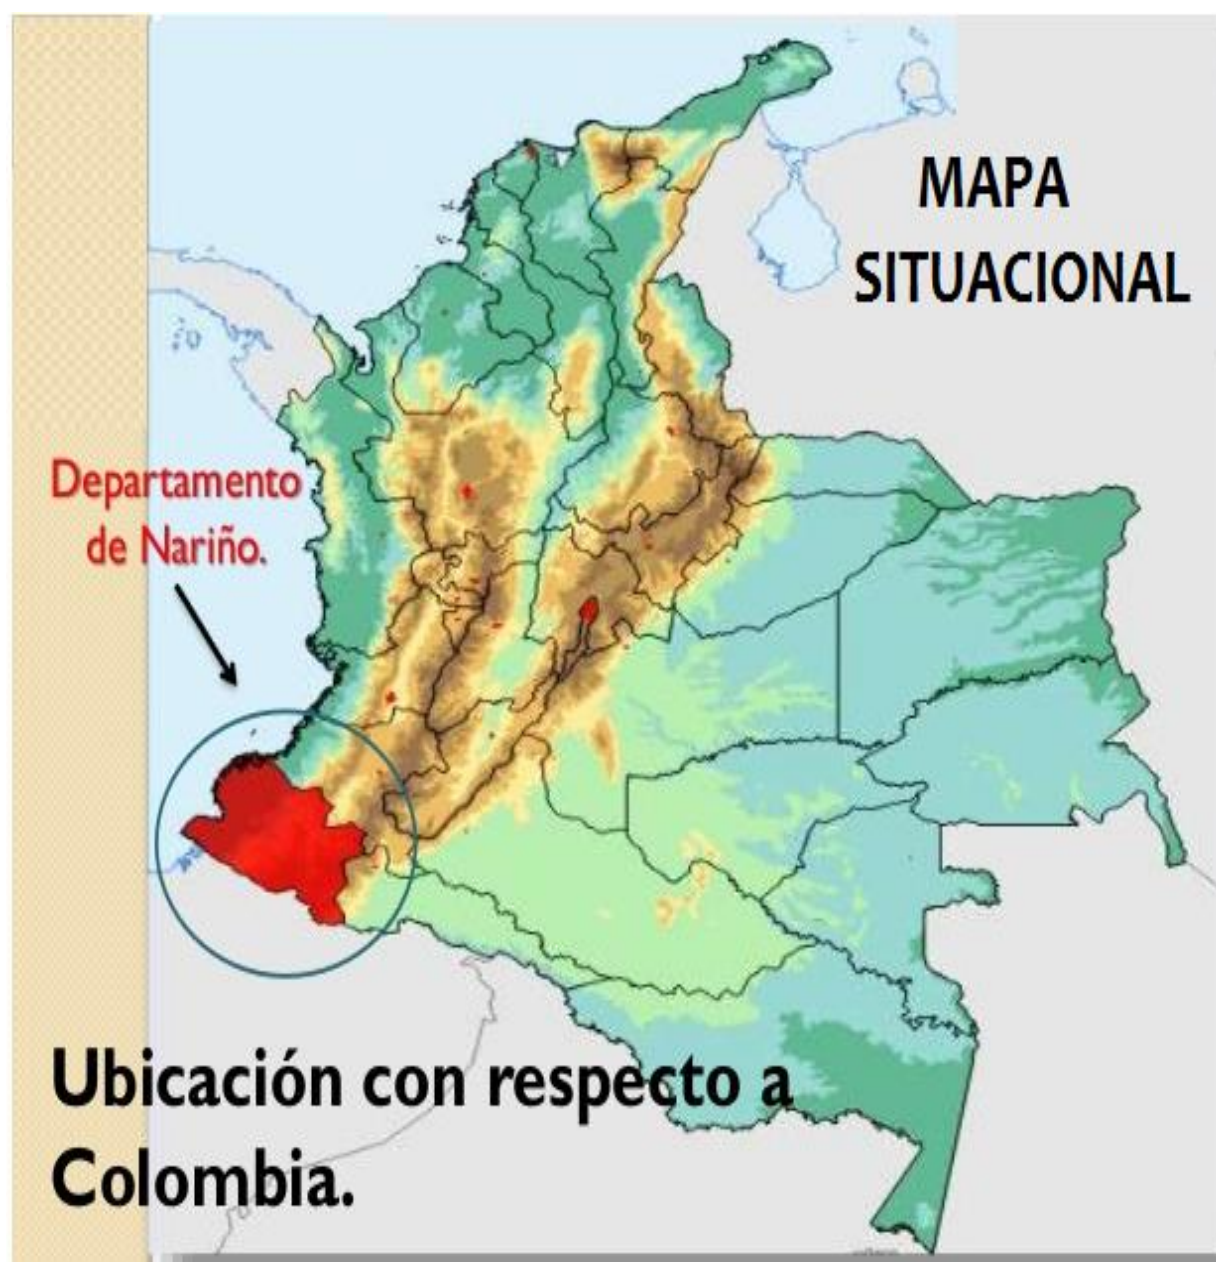 MAPA
SITUACIONAL
Departamento
de Nariño.
Ubicación con respecto a
Colombia.